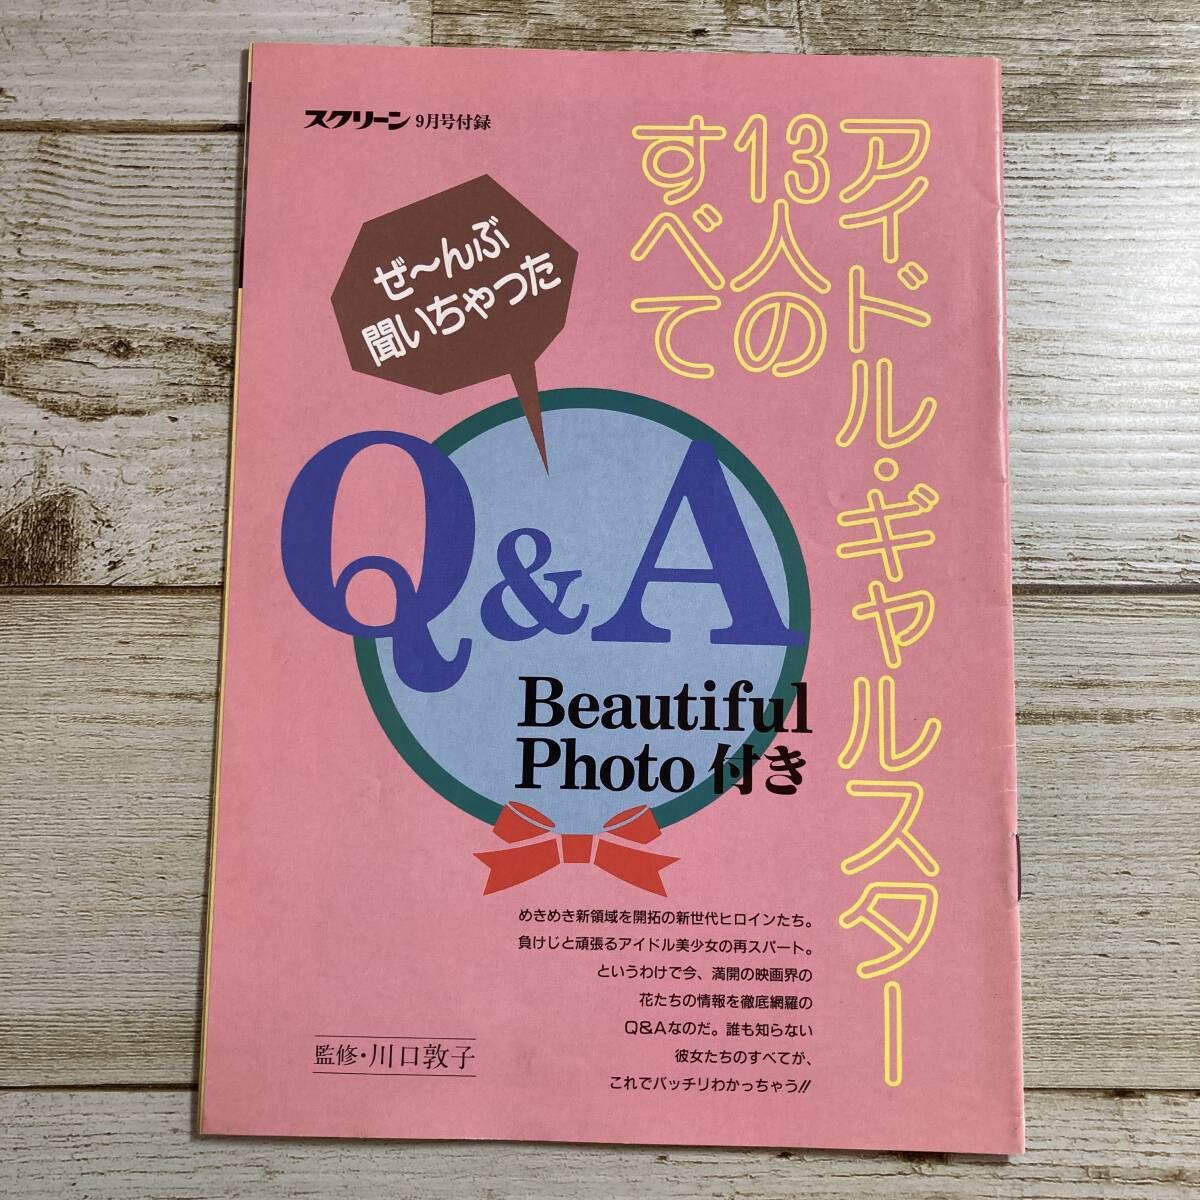 スクリーン 9月号付録
アイドル・ギャルスター
13人の
すべて
ぜ〜んぶ
聞いちゃった
Q&A
Beautiful
Photo 付き
めきめき新領域を開拓の新世代ヒロインたち。
負けじと頑張るアイドル美少女の再スパート。
というわけで今、満開の映画界の
花たちの情報を徹底網羅の
Q&Aなのだ。誰も知らない
彼女たちのすべてが、
これでバッチリわかっちゃう!!
監修・川口敦子